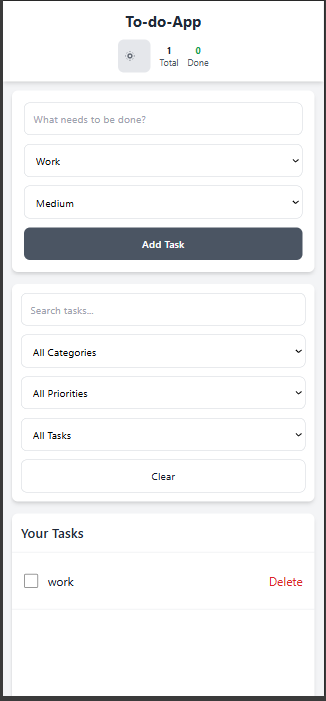 To-do-App
1 0
Total Done
What needs to be done?
Work
Medium
Add Task
Search tasks...
All Categories
All Priorities
All Tasks
Clear
Your Tasks
work Delete